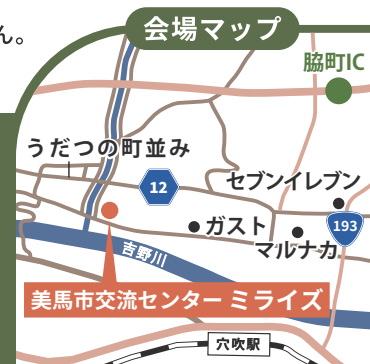 ん。
会場マップ
脇町IC
うだつの町並み
12
セブンイレブン
193
ガスト
マルナカ
吉野川
美馬市交流センター ミライズ
穴吹駅